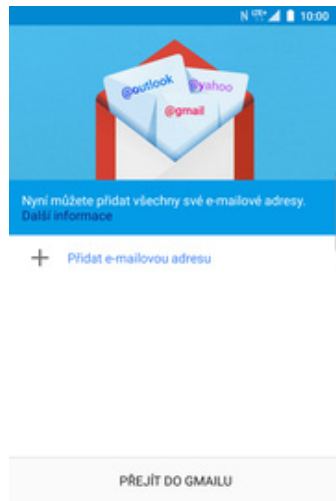 10:00
@outlook
@yahoo
@gmail
Nyní můžete přidat všechny své e-mailové adresy.
Další informace
Přidat e-mailovou adresu
PŘEJÍT DO GMAILU